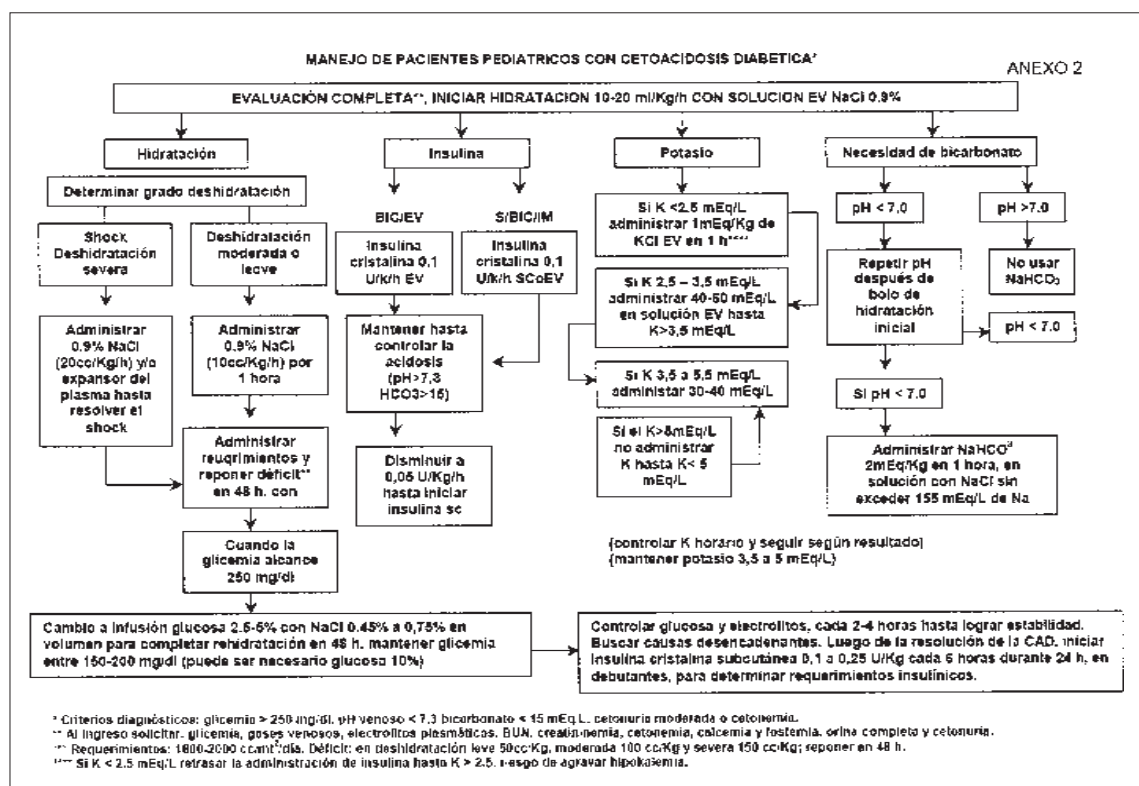 MANEJO DE PACIENTES PEDIATRICOS CON CETOACIDOSIS DIABETICA*
ANEXO 2
EVALUACIÓN COMPLETA**, INICIAR HIDRATACION 10-20 ml/Kg/h CON SOLUCION EV NaCl 0.9%
Hidratación
Determinar grado deshidratación
Shock
Deshidratación
severa
Administrar
0.9% NaCl
(20cc/Kg/h) y/o
expansor del
plasma hasta
resolver el
shock
Deshidratación
moderada o
leove
Administrar
0.9% NaCl
(10cc/Kg/h) por
1 hora
Administrar
reuqrimientos y
reponer déficit**
en 48 h. con
Cuando la
glicemia alcance
250 mg/dl
Insulina
BIC/EV
Insulina
cristalina 0,1
U/k/h EV
S/BIC/IM
Insulina
cristalina 0,1
U/k/h SCoEV
Mantener hasta
controlar la
acidosis
(pH>7,3
HCO3>15)
Disminuir a
0,05 U/Kg/h
hasta iniciar
insulina sc
Potasio
Si K <2.5 mEq/L
administrar 1mEq/Kg de
KCl EV en 1 h****
Si K 2,5 – 3,5 mEq/L
administrar 40-60 mEq/L
en solución EV hasta
K>3,5 mEq/L
Si K 3,5 a 5,5 mEq/L
administar 30-40 mEq/L
Si el K>5mEq/L
no administrar
K hasta K< 5
mEq/L
{controlar K horario y seguir según resultado}
{mantener potasio 3,5 a 5 mEq/L}
Necesidad de bicarbonato
pH < 7,0
Repetir pH
después de
bolo de
hidratación
inicial
pH >7.0
No usar
NaHCO3
pH < 7.0
Si pH < 7.0
Administrar NaHCO3
2mEq/Kg en 1 hora, en
solución con NaCl sin
exceder 155 mEq/L de Na
Cambio a infusión glucosa 2.5-5% con NaCl 0.45% a 0,75% en
volumen para completar rehidratación en 48 h. mantener glicemia
entre 150-200 mg/dl (puede ser necesario glucosa 10%)
Controlar glucosa y electrolitos, cada 2-4 horas hasta lograr estabilidad.
Buscar causas desencadenantes. Luego de la resolución de la CAD, iniciar
insulina cristalina subcutánea 0,1 a 0,25 U/Kg cada 6 horas durante 24 h, en
debutantes, para determinar requerimientos insulínicos.
* Criterios diagnósticos: glicemia > 250 mg/dl. pH venoso < 7.3 bicarbonato < 15 mEq/L. cetonuria moderada o cetonemia.
** Al ingreso solicitar: glicemia, gases venosos, electrolitos plasmáticos. BUN, creatininemia, cetonemia, calcemia y fosfemia, orina completa y cetonuria.
*** Requerimientos: 1800-2000 cc/mt2/día. Déficit: en deshidratación leve 50cc/Kg, moderada 100 cc/Kg y severa 150 cc/Kg; reponer en 48 h.
**** Si K < 2.5 mEq/L retrasar la administración de insulina hasta K > 2.5. riesgo de agravar hipokalemia.